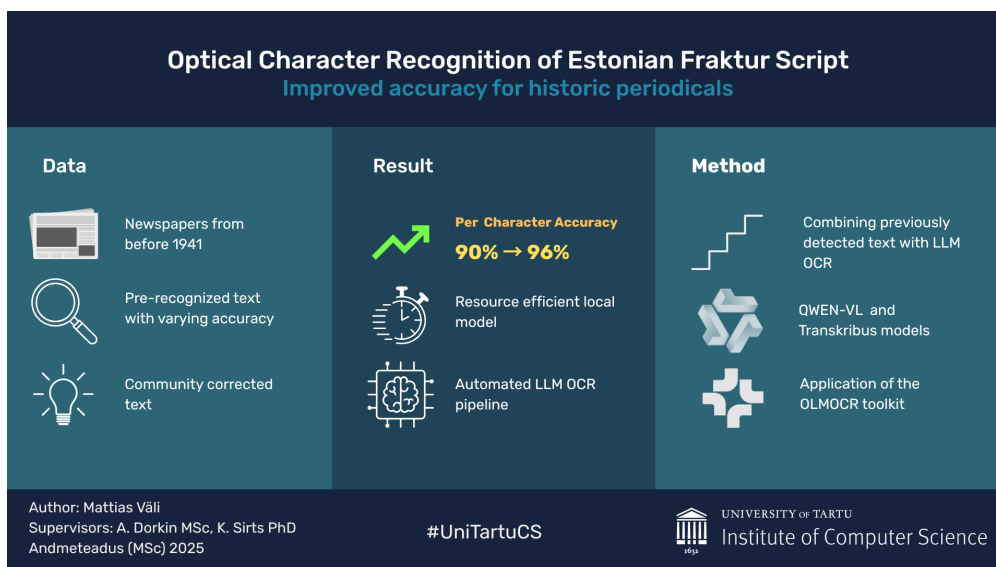 Optical Character Recognition of Estonian Fraktur Script
Improved accuracy for historic periodicals
Data
Newspapers from
before 1941
Pre-recognized text
with varying accuracy
Community corrected
text
Result
Per Character Accuracy
90% → 96%
Resource efficient local
model
Automated LLM OCR
pipeline
Method
Combining previously
detected text with LLM
OCR
QWEN-VL and
Transkribus models
Application of the
OLMOCR toolkit
Author: Mattias Väli
Supervisors: A. Dorkin MSc, K. Sirts PhD
Andmeteadus (MSc) 2025
#UniTartuCS
1632
UNIVERSITY OF TARTU
Institute of Computer Science